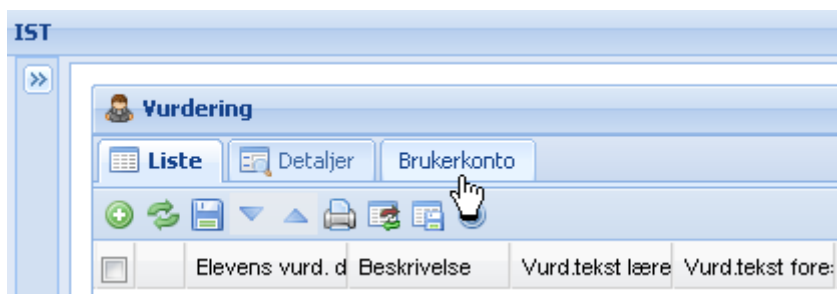 IST
Vurdering
Liste Detaljer Brukerkonto
Elevens vurd. d Beskrivelse Vurd.tekst lære Vurd.tekst fore